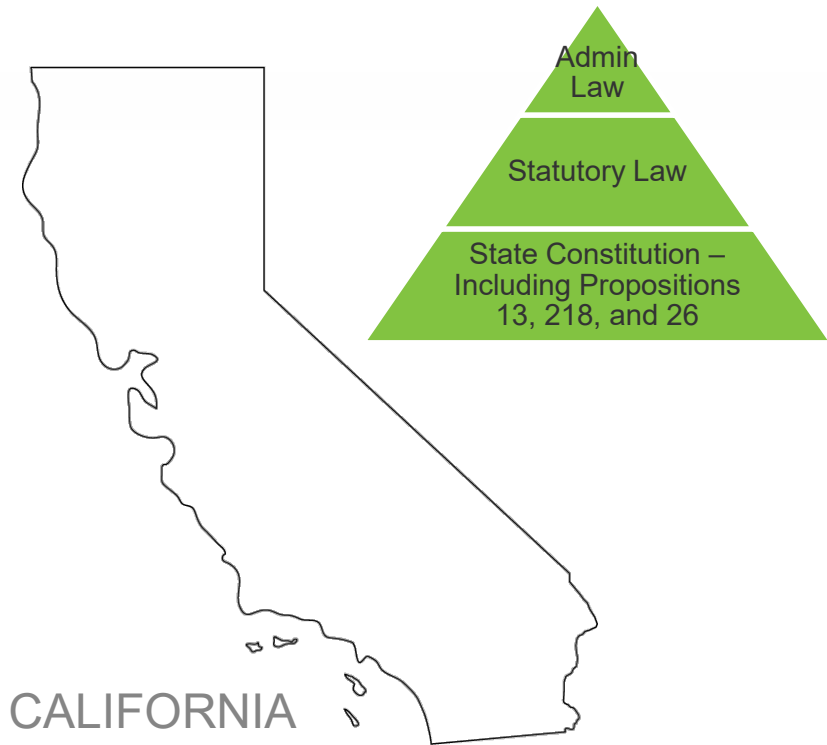 Admin
Law
Statutory Law
State Constitution –
Including Propositions
13, 218, and 26
CALIFORNIA